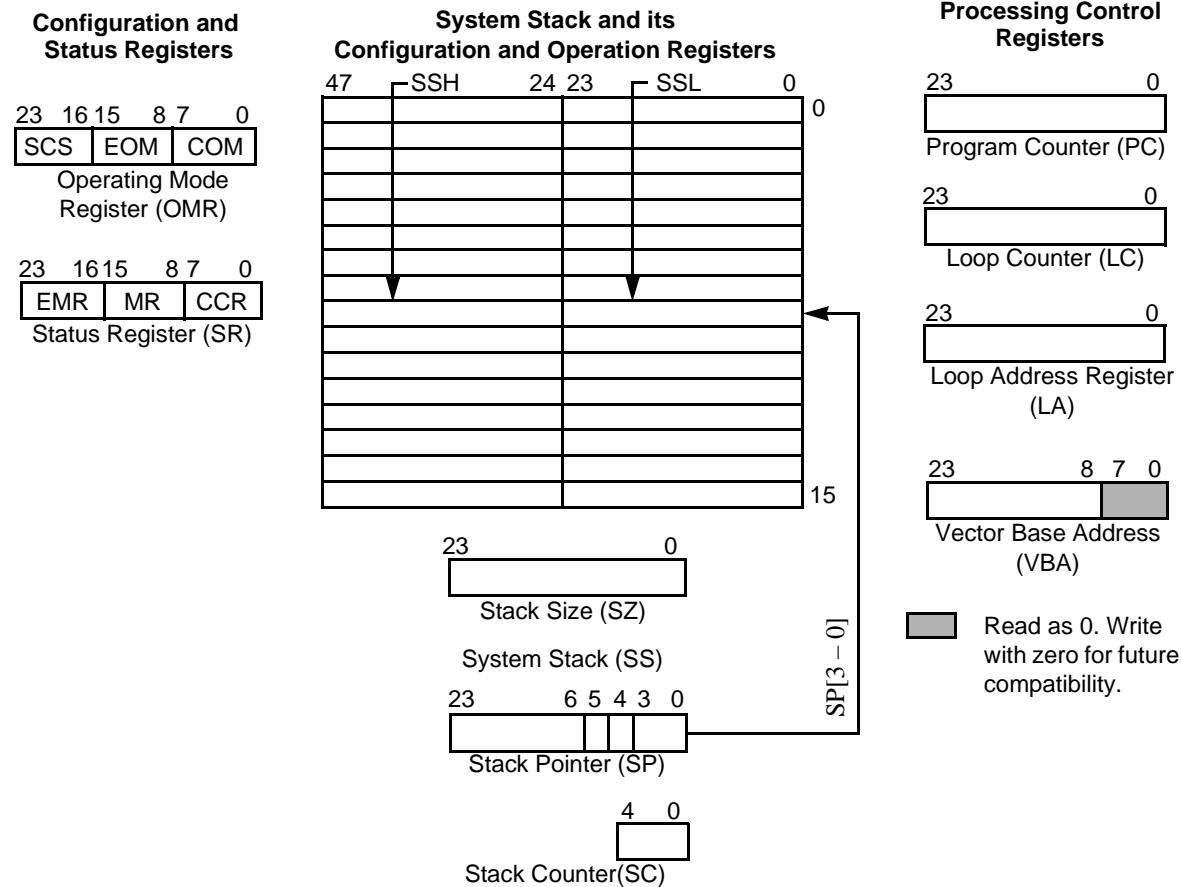 Configuration and
Status Registers
23 16 15 8 7 0
SCS EOM COM
Operating Mode
Register (OMR)
23 16 15 8 7 0
EMR MR CCR
Status Register (SR)
System Stack and its
Configuration and Operation Registers
47 SSH 24 23 SSL 0
0
15
23 0
Stack Size (SZ)
System Stack (SS)
23 6 5 4 3 0
Stack Pointer (SP)
SP[3 – 0]
4 0
Stack Counter(SC)
Processing Control
Registers
23 0
Program Counter (PC)
23 0
Loop Counter (LC)
23 0
Loop Address Register
(LA)
23 8 7 0
Vector Base Address
(VBA)
Read as 0. Write
with zero for future
compatibility.